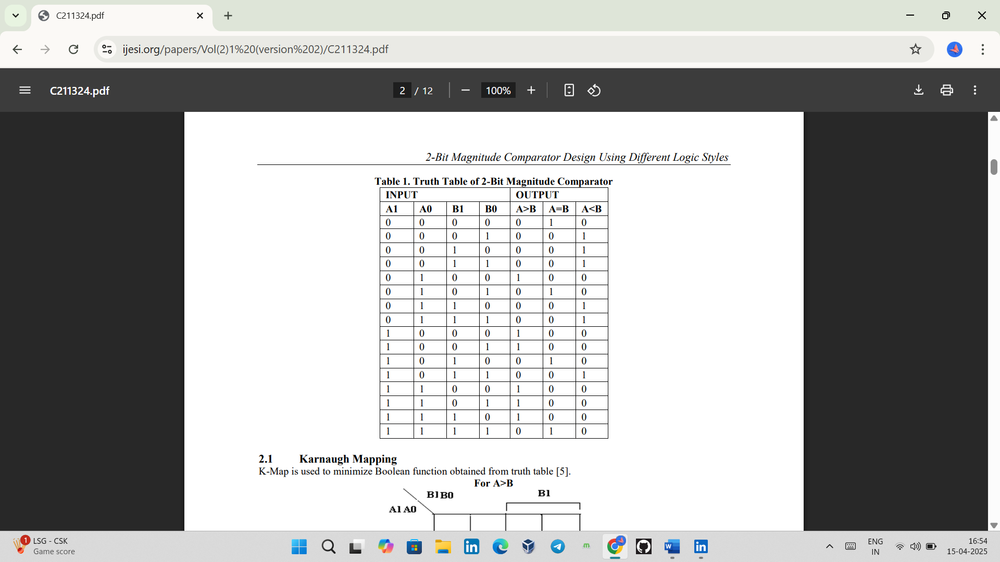 C211324.pdf
ijesi.org/papers/Vol(2)1%20(version%202)/C211324.pdf
C211324.pdf
2 / 12
100%
2-Bit Magnitude Comparator Design Using Different Logic Styles
Table 1. Truth Table of 2-Bit Magnitude Comparator
INPUT OUTPUT
A1 A0 B1 B0 A>B A=B A<B
0 0 0 0 0 1 0
0 0 0 1 0 0 1
0 0 1 0 0 0 1
0 0 1 1 0 0 1
0 1 0 0 1 0 0
0 1 0 1 0 1 0
0 1 1 0 0 0 1
0 1 1 1 0 0 1
1 0 0 0 1 0 0
1 0 0 1 1 0 0
1 0 1 0 0 1 0
1 0 1 1 0 0 1
1 1 0 0 1 0 0
1 1 0 1 1 0 0
1 1 1 0 1 0 0
1 1 1 1 0 1 0
2.1 Karnaugh Mapping
K-Map is used to minimize Boolean function obtained from truth table [5].
For A>B
B1B0 B1
A1 A0
1 LSG - CSK
Game score
ENG
IN
16:54
15-04-2025